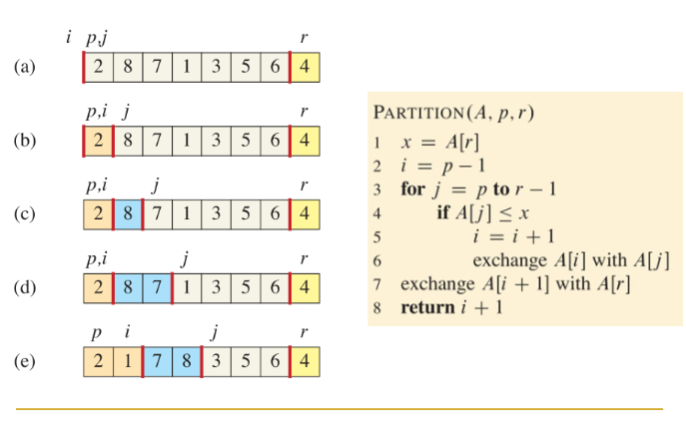 i p,j r
(a) 2 8 7 1 3 5 6 4
p,i j r
(b) 2 8 7 1 3 5 6 4
p,i j r
(c) 2 8 7 1 3 5 6 4
p,i j r
(d) 2 8 7 1 3 5 6 4
p i j r
(e) 2 1 7 8 3 5 6 4
PARTITION(A, p, r)
1 x = A[r]
2 i = p − 1
3 for j = p to r − 1
4 if A[j] ≤ x
5 i = i + 1
6 exchange A[i] with A[j]
7 exchange A[i + 1] with A[r]
8 return i + 1